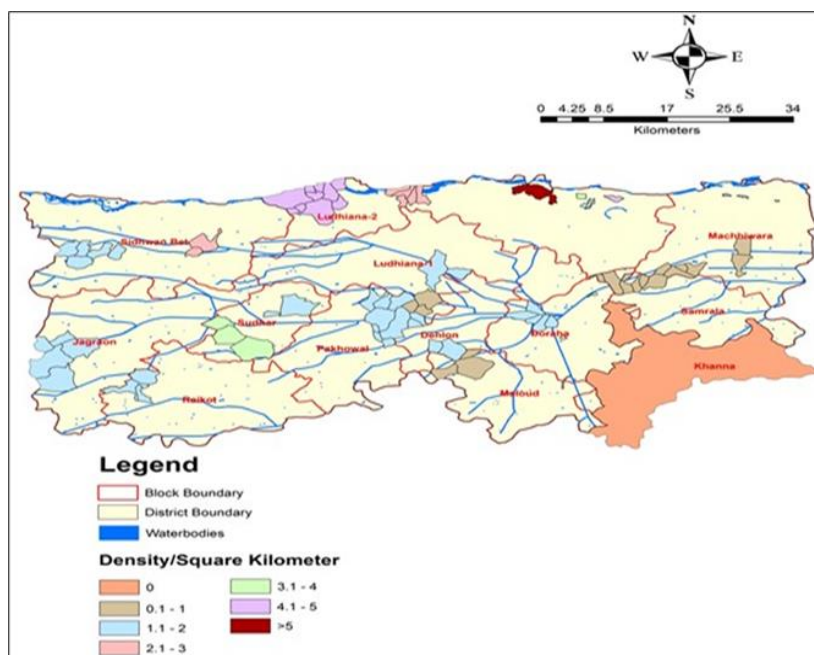 N
W E
S
0 4.25 8.5 17 25.5 34
Kilometers
Ludhiana-2
Sidhwan Bet
Machhiwara
Ludhiana-1
Samrala
Sudhar
Jagraon
Pakhowal
Dehlon
Doraha
Khanna
Raikot
Maloud
Legend
Block Boundary
District Boundary
Waterbodies
Density/Square Kilometer
0
3.1 - 4
0.1 - 1
4.1 - 5
1.1 - 2
>5
2.1 - 3